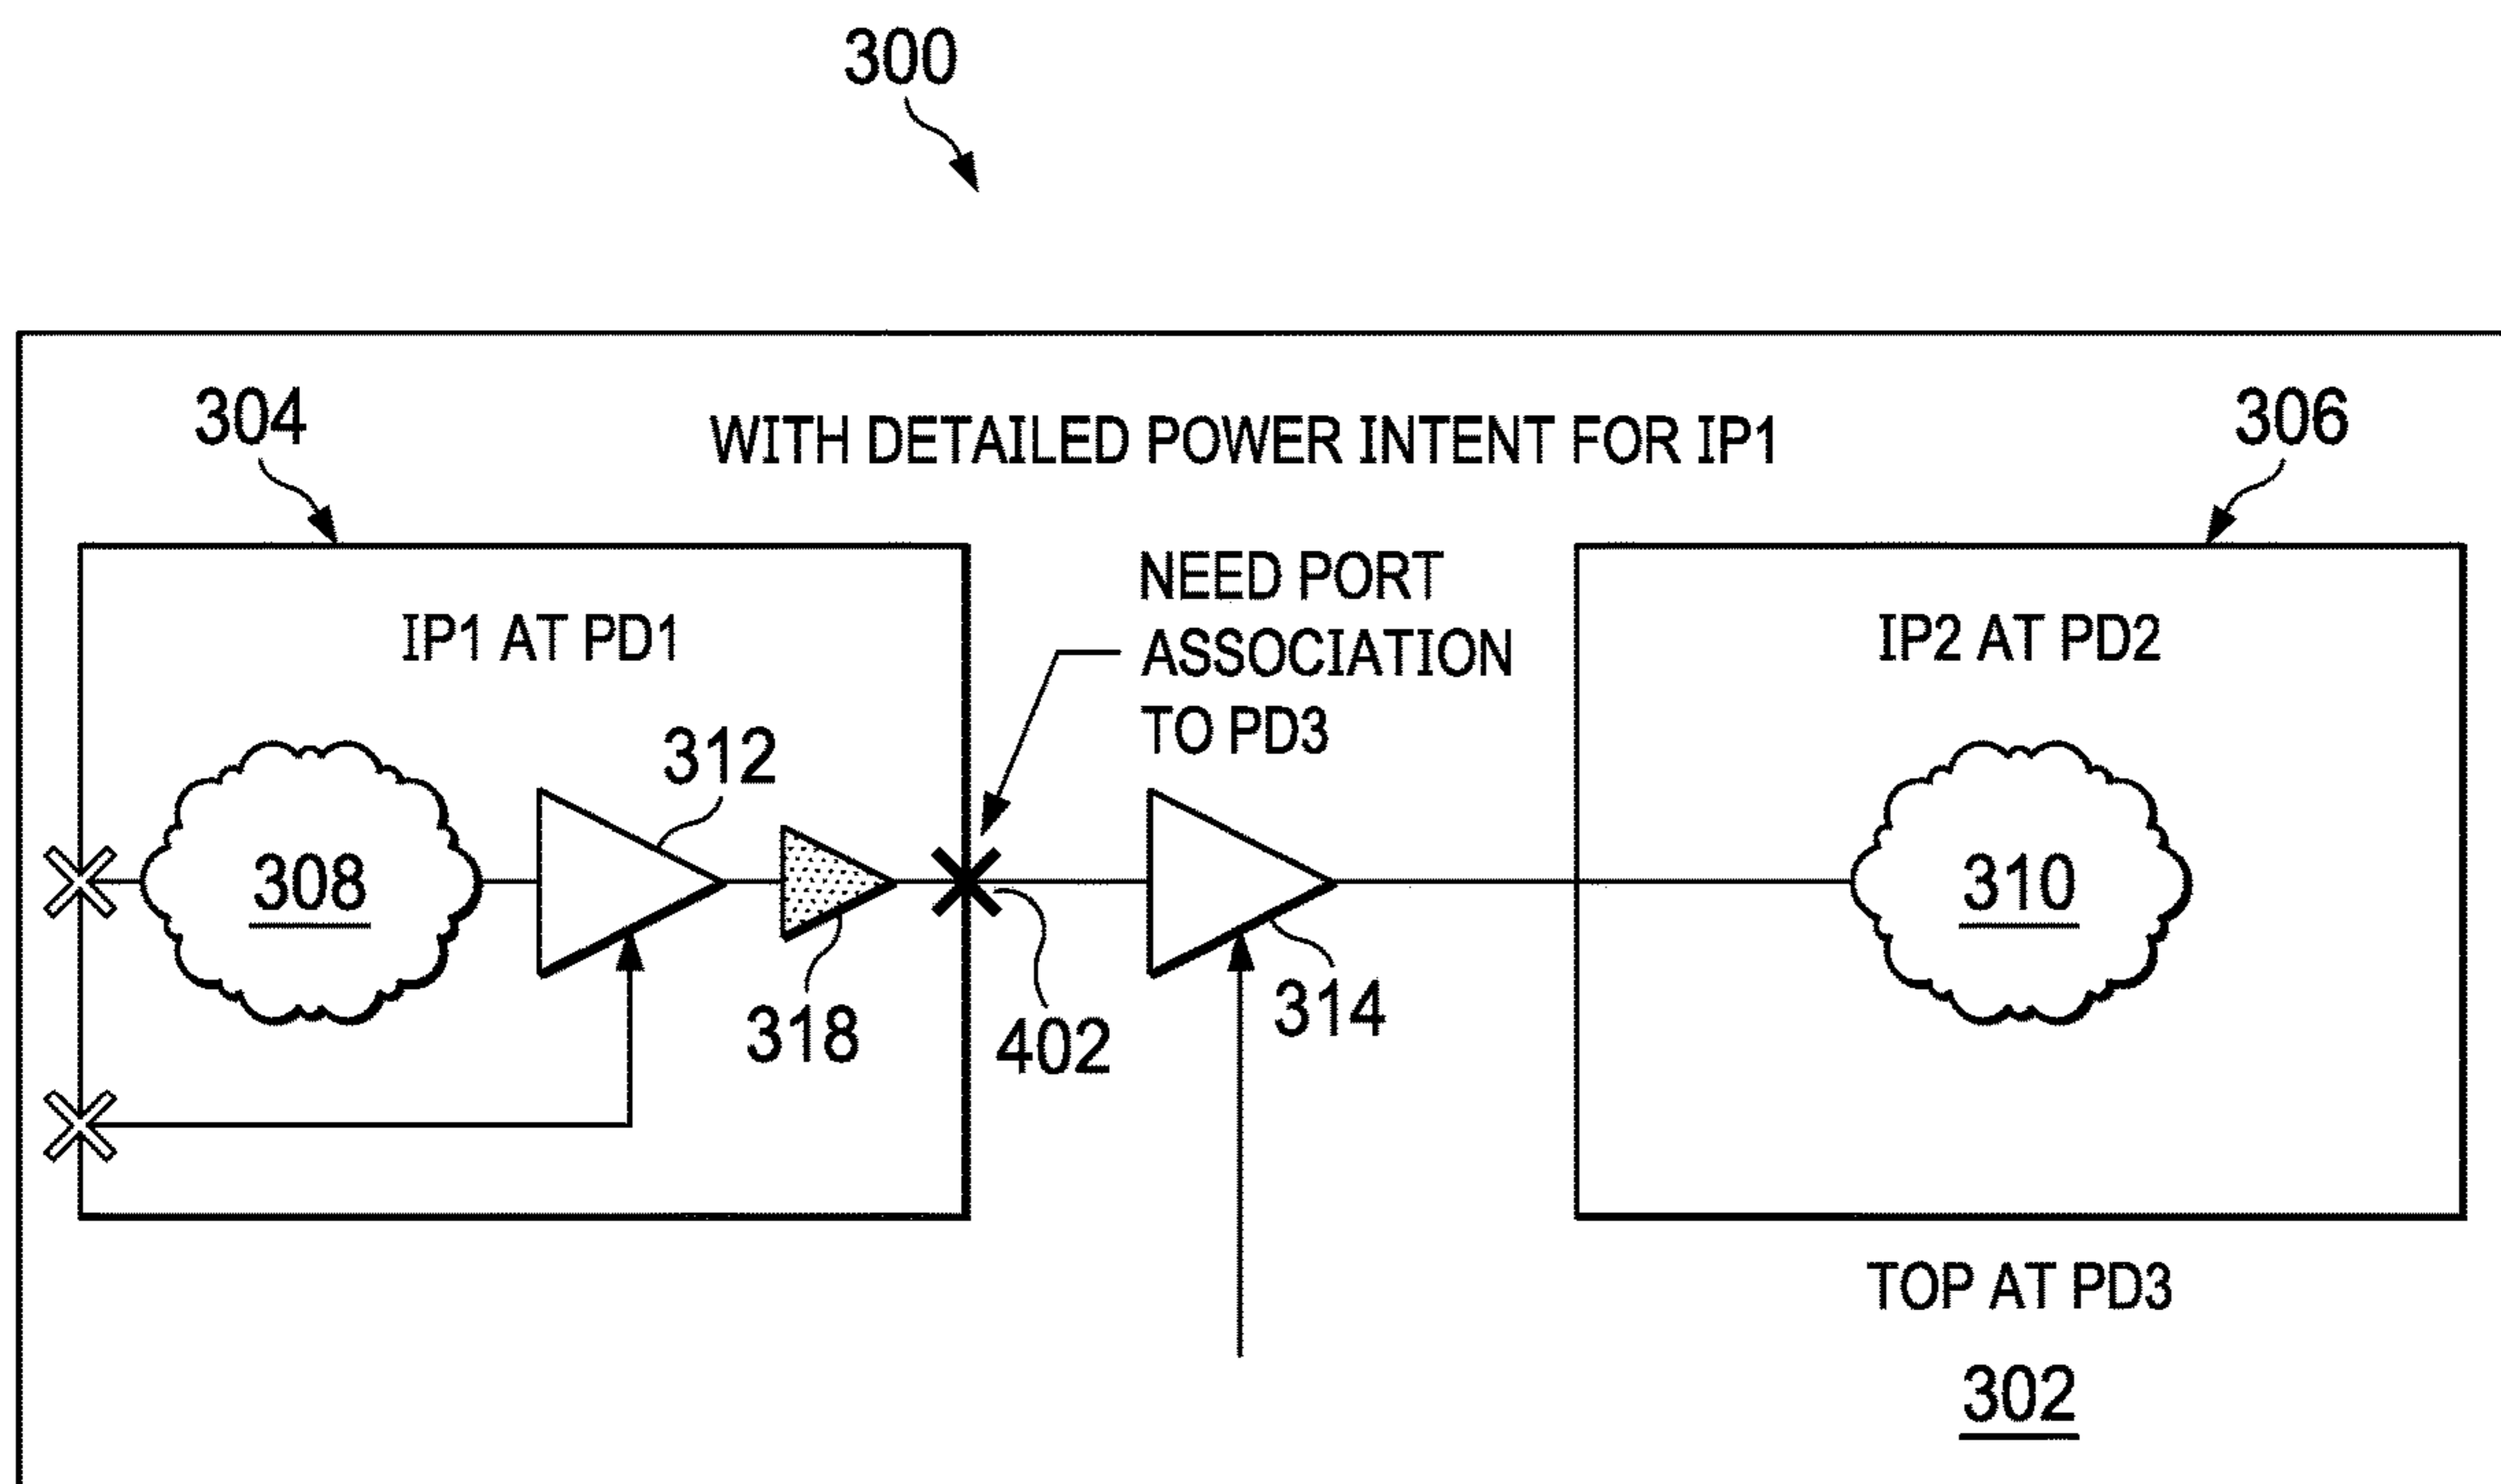 300
304
WITH DETAILED POWER INTENT FOR IP1
306
NEED PORT
ASSOCIATION
TO PD3
IP1 AT PD1
IP2 AT PD2
312
308
310
318
402
314
TOP AT PD3
302